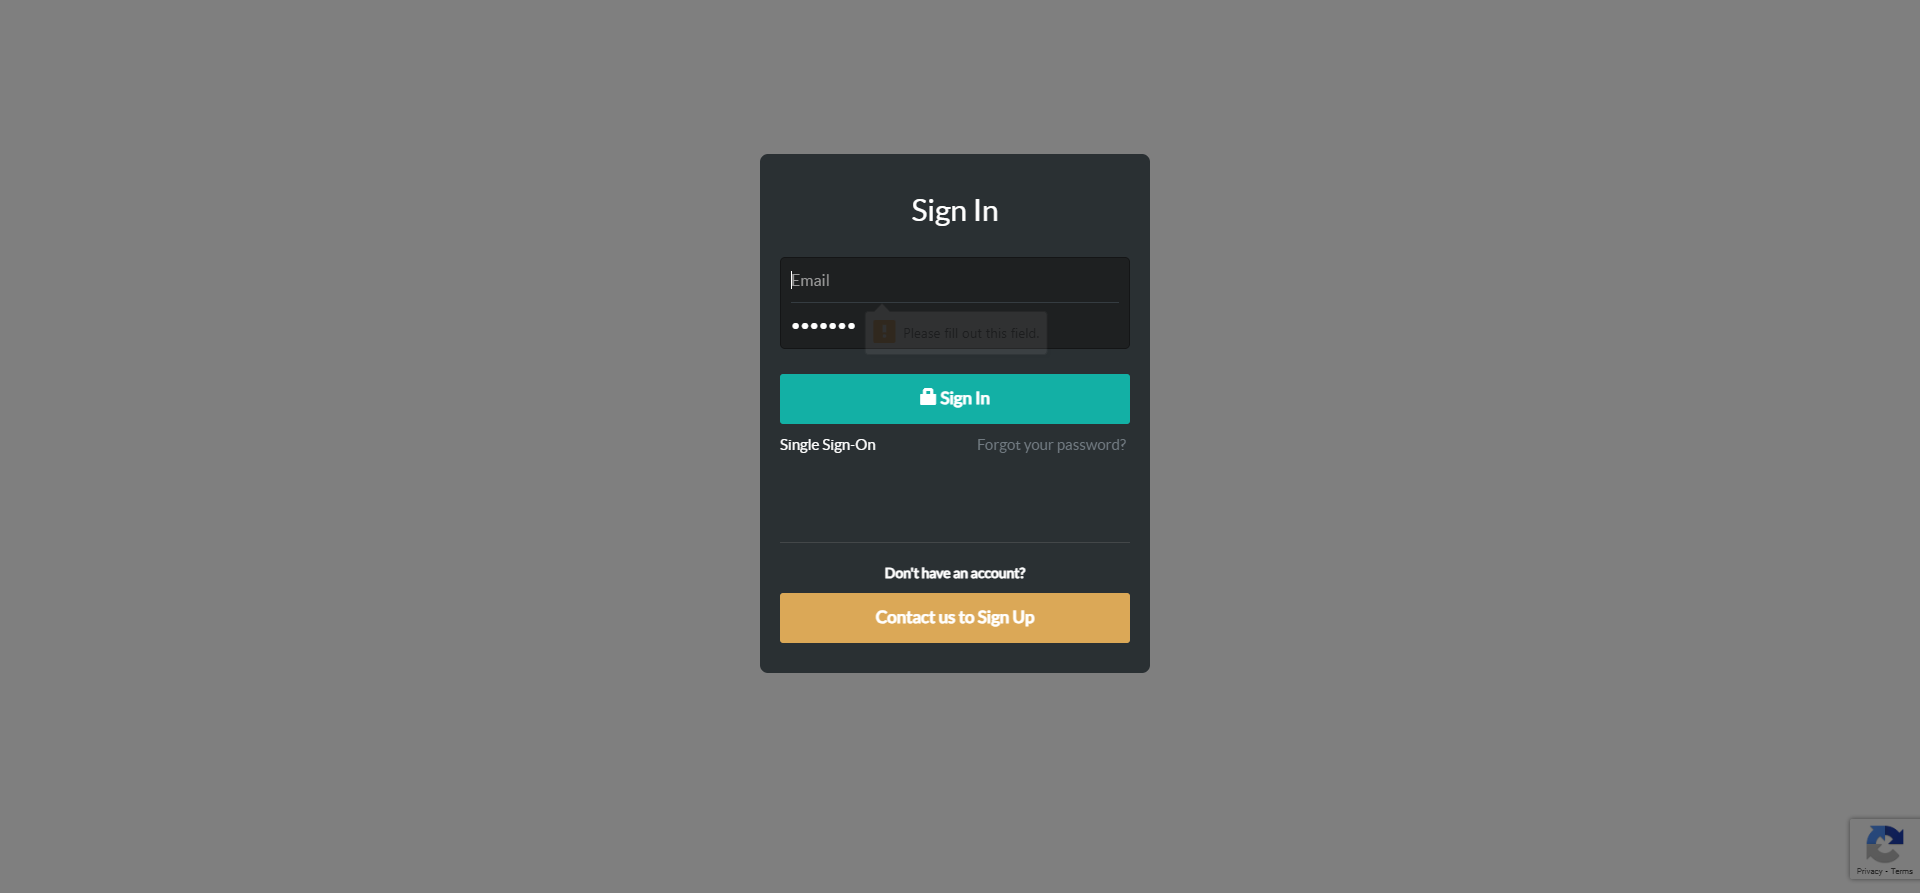 Sign In
Email
•••••••
Please fill out this field.
Sign In
Single Sign-On
Forgot your password?
Don't have an account?
Contact us to Sign Up
Privacy - Terms